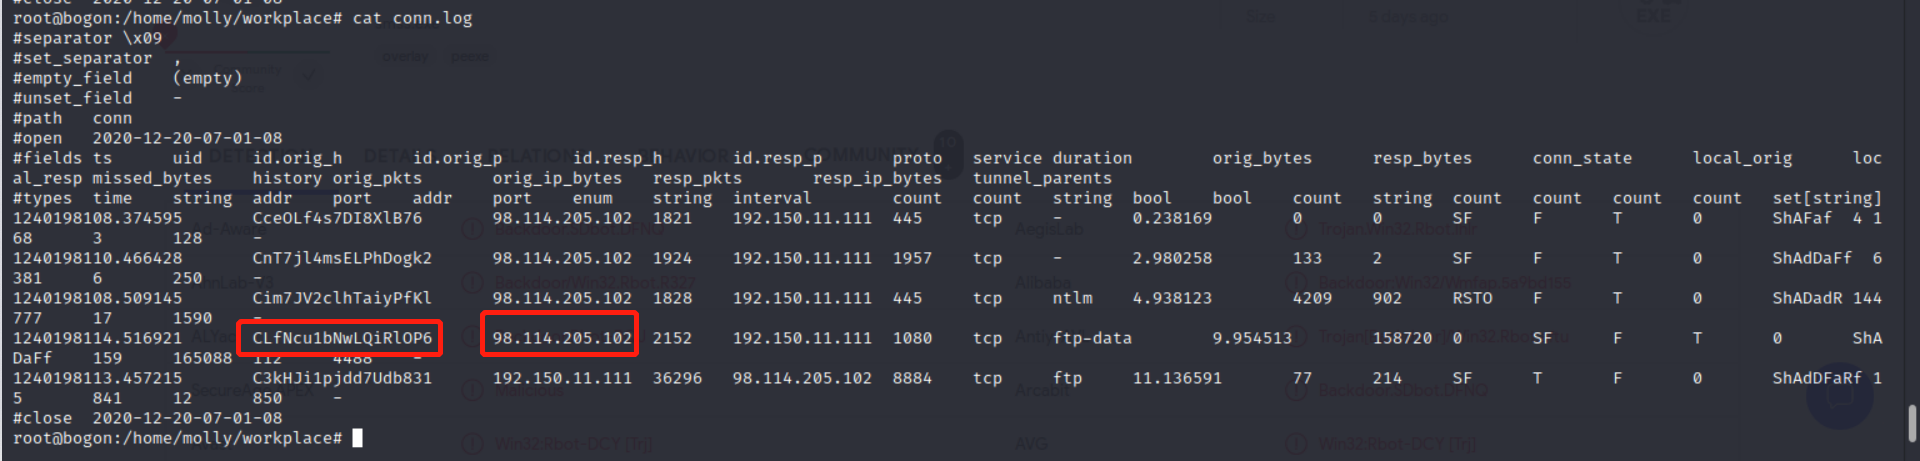 #close  2020-12-20-07-01-08
root@bogon:/home/molly/workplace# cat conn.log
#separator \x09
#set_separator  ,
#empty_field    (empty)
#unset_field    -
#path   conn
#open   2020-12-20-07-01-08
#fields ts      uid     id.orig_h       id.orig_p       id.resp_h       id.resp_p       proto   service duration        orig_bytes      resp_bytes      conn_state      local_orig      loc
al_resp missed_bytes    history orig_pkts       orig_ip_bytes   resp_pkts       resp_ip_bytes   tunnel_parents
#types  time    string  addr    port    addr    port    enum    string  interval        count   count   string  bool    bool    count   string  count   count   count   count   set[string]
1240198108.374595       CceOLf4s7DI8XlB76       98.114.205.102  1821    192.150.11.111  445     tcp     -       0.238169        0       0       SF      F       T       0       ShAFaf  4 1
68      3       128     -
1240198110.466428       CnT7jl4msELPhDogk2      98.114.205.102  1924    192.150.11.111  1957    tcp     -       2.980258        133     2       SF      F       T       0       ShAdDaFf  6
381     6       250     -
1240198108.509145       Cim7JV2clhTaiyPfKl      98.114.205.102  1828    192.150.11.111  445     tcp     ntlm    4.938123        4209    902     RSTO    F       T       0       ShADadR 144
777     17      1590    -
1240198114.516921       CLfNcu1bNwLQiRlOP6      98.114.205.102  2152    192.150.11.111  1080    tcp     ftp-data        9.954513        158720  0       SF      F       T       0       ShA
DaFf    159     165088  112     4488    -
1240198113.457215       C3kHJi1pjdd7Udb831      192.150.11.111  36296   98.114.205.102  8884    tcp     ftp     11.136591       77      214     SF      T       F       0       ShAdDFaRf 1
5       841     12      850     -
#close  2020-12-20-07-01-08
root@bogon:/home/molly/workplace#